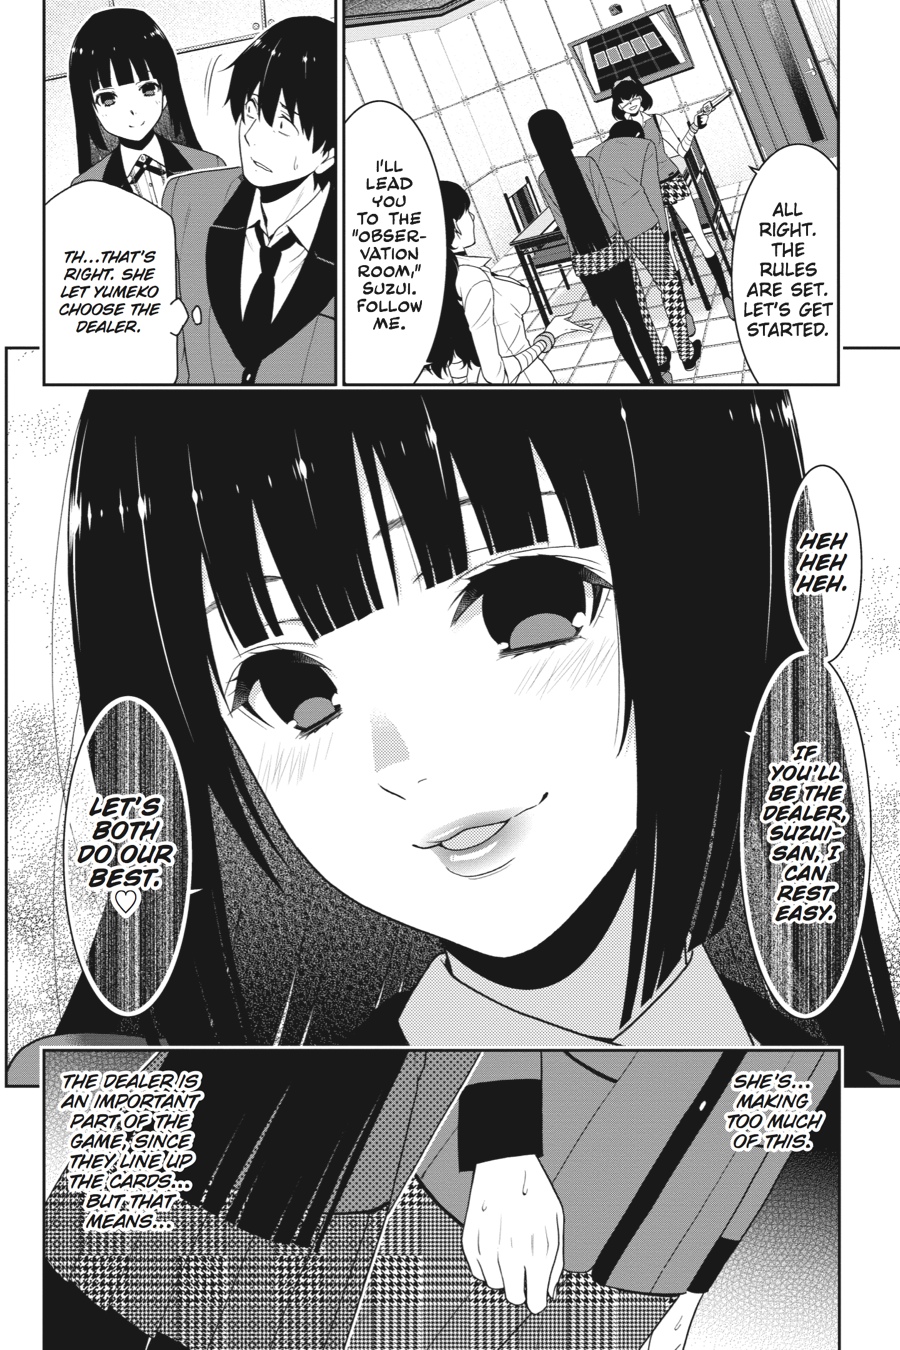 ALL
RIGHT.
THE
RULES
ARE SET.
LET'S GET
STARTED.
I'LL
LEAD
YOU
TO THE
"OBSER-
VATION
ROOM,"
SUZUI.
FOLLOW
ME.
TH...THAT'S
RIGHT. SHE
LET YUMEKO
CHOOSE THE
DEALER.
HEH
HEH
HEH.
IF
YOU'LL
BE THE
DEALER,
SUZUI-
SAN, I
CAN
REST
EASY.
LET'S
BOTH
DO OUR
BEST.
♡
SHE'S...
MAKING
TOO MUCH
OF THIS.
THE DEALER IS
AN IMPORTANT
PART OF THE
GAME, SINCE
THEY LINE UP
THE CARDS...
BUT THAT
MEANS...